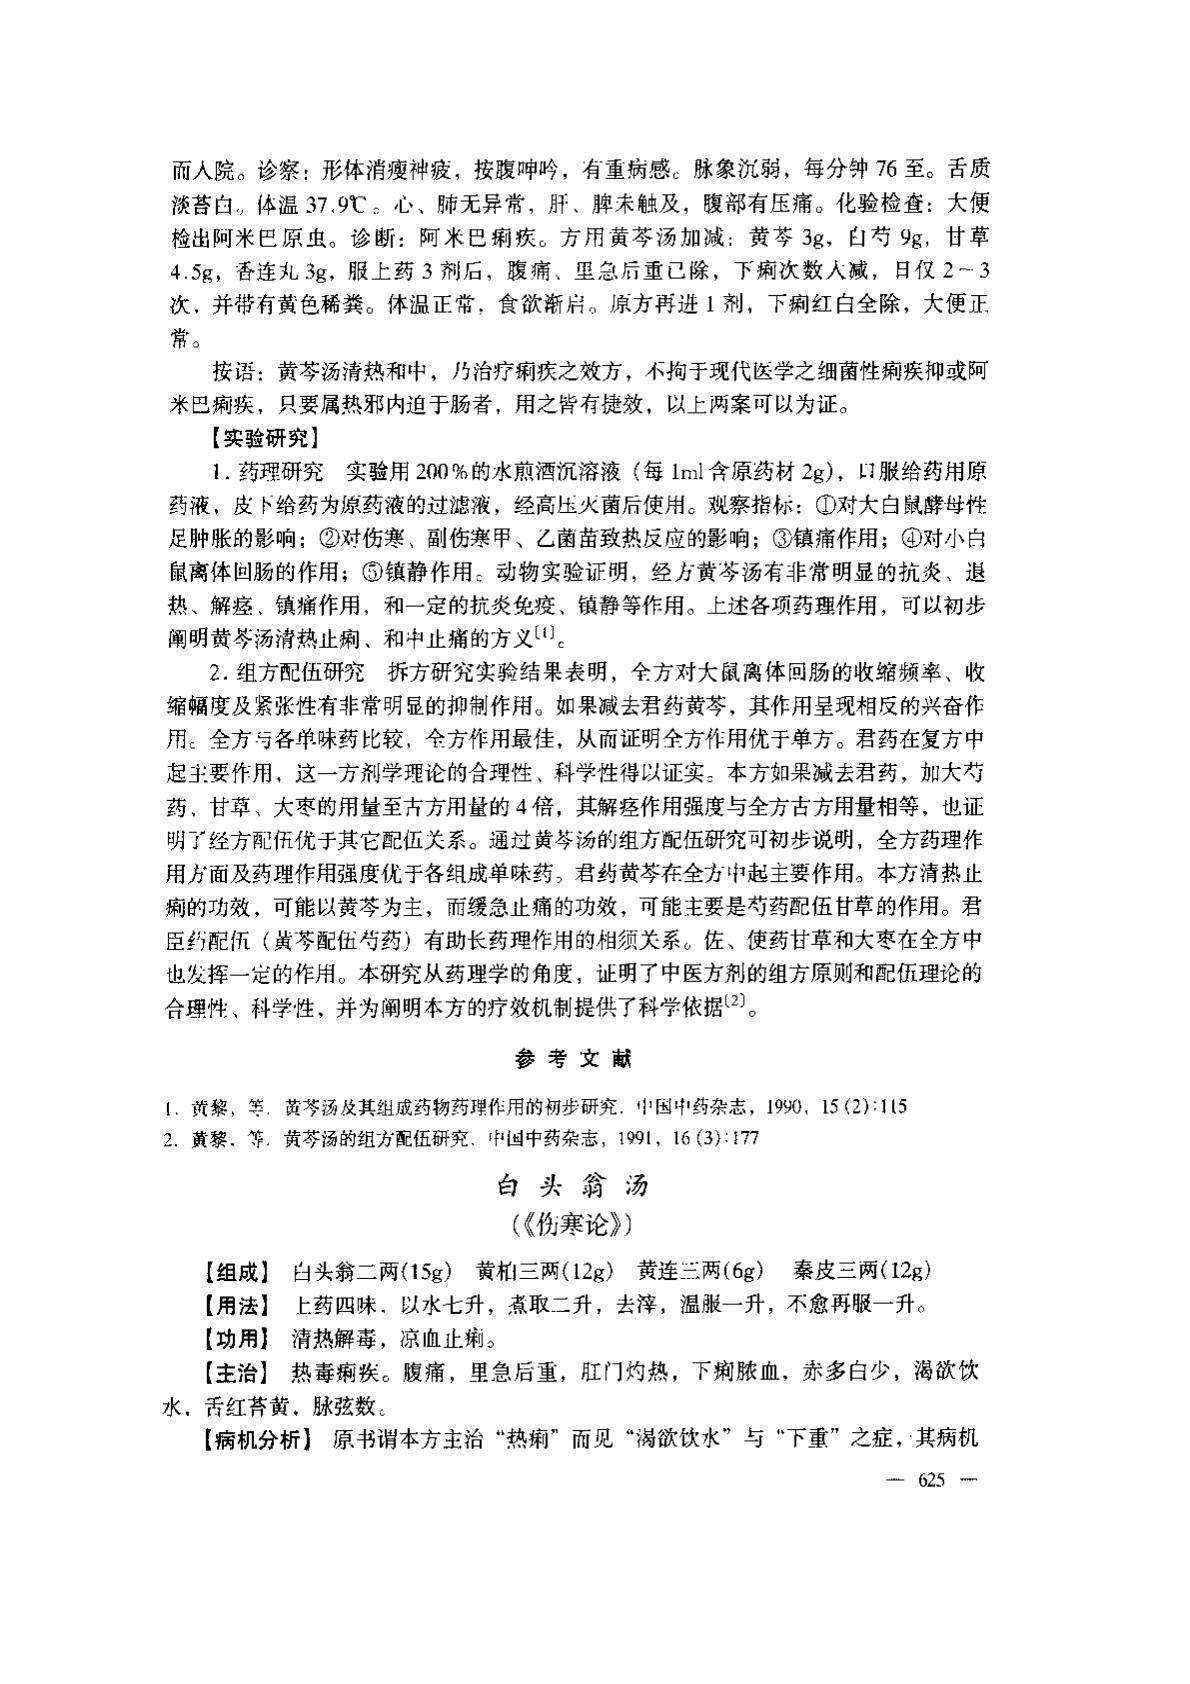 而入院。诊察：形体消瘦神疲，按腹呻吟，有重病感。脉象沉弱，每分钟 76 至。舌质
淡苔白。体温 37.9℃。心、肺无异常，肝、脾未触及，腹部有压痛。化验检查：大便
检出阿米巴原虫。诊断：阿米巴痢疾。方用黄芩汤加减：黄芩 3g，白芍 9g，甘草
4.5g，香连丸 3g，服上药 3 剂后，腹痛、里急后重已除，下痢次数大减，日仅 2～3
次，并带有黄色稀粪。体温正常，食欲渐启。原方再进 1 剂，下痢红白全除，大便正
常。
按语：黄芩汤清热和中，乃治疗痢疾之效方，不拘于现代医学之细菌性痢疾抑或阿
米巴痢疾，只要属热邪内迫于肠者，用之皆有捷效，以上两案可以为证。
【实验研究】
1. 药理研究　实验用 200%的水煎酒沉溶液（每 1ml 含原药材 2g），口服给药用原
药液，皮下给药为原药液的过滤液，经高压灭菌后使用。观察指标：①对大白鼠酵母性
足肿胀的影响；②对伤寒、副伤寒甲、乙菌苗致热反应的影响；③镇痛作用；④对小白
鼠离体回肠的作用；⑤镇静作用。动物实验证明，经方黄芩汤有非常明显的抗炎、退
热、解痉、镇痛作用，和一定的抗炎免疫、镇静等作用。上述各项药理作用，可以初步
阐明黄芩汤清热止痢、和中止痛的方义〔1〕。
2. 组方配伍研究　拆方研究实验结果表明，全方对大鼠离体回肠的收缩频率、收
缩幅度及紧张性有非常明显的抑制作用。如果减去君药黄芩，其作用呈现相反的兴奋作
用。全方与各单味药比较，全方作用最佳，从而证明全方作用优于单方。君药在复方中
起主要作用，这一方剂学理论的合理性、科学性得以证实。本方如果减去君药，加大芍
药、甘草、大枣的用量至古方用量的 4 倍，其解痉作用强度与全方古方用量相等，也证
明了经方配伍优于其它配伍关系。通过黄芩汤的组方配伍研究可初步说明，全方药理作
用方面及药理作用强度优于各组成单味药。君药黄芩在全方中起主要作用。本方清热止
痢的功效，可能以黄芩为主，而缓急止痛的功效，可能主要是芍药配伍甘草的作用。君
臣药配伍（黄芩配伍芍药）有助长药理作用的相须关系。佐、使药甘草和大枣在全方中
也发挥一定的作用。本研究从药理学的角度，证明了中医方剂的组方原则和配伍理论的
合理性、科学性，并为阐明本方的疗效机制提供了科学依据〔2〕。
参 考 文 献
1. 黄黎，等. 黄芩汤及其组成药物药理作用的初步研究. 中国中药杂志，1990，15 (2):115
2. 黄黎，等. 黄芩汤的组方配伍研究. 中国中药杂志，1991，16 (3):177
白 头 翁 汤
(《伤寒论》)
【组成】　白头翁二两(15g)　黄柏三两(12g)　黄连三两(6g)　秦皮三两(12g)
【用法】　上药四味，以水七升，煮取二升，去滓，温服一升，不愈再服一升。
【功用】　清热解毒，凉血止痢。
【主治】　热毒痢疾。腹痛，里急后重，肛门灼热，下痢脓血，赤多白少，渴欲饮
水，舌红苔黄，脉弦数。
【病机分析】　原书谓本方主治“热痢”而见“渴欲饮水”与“下重”之症，其病机
— 625 —